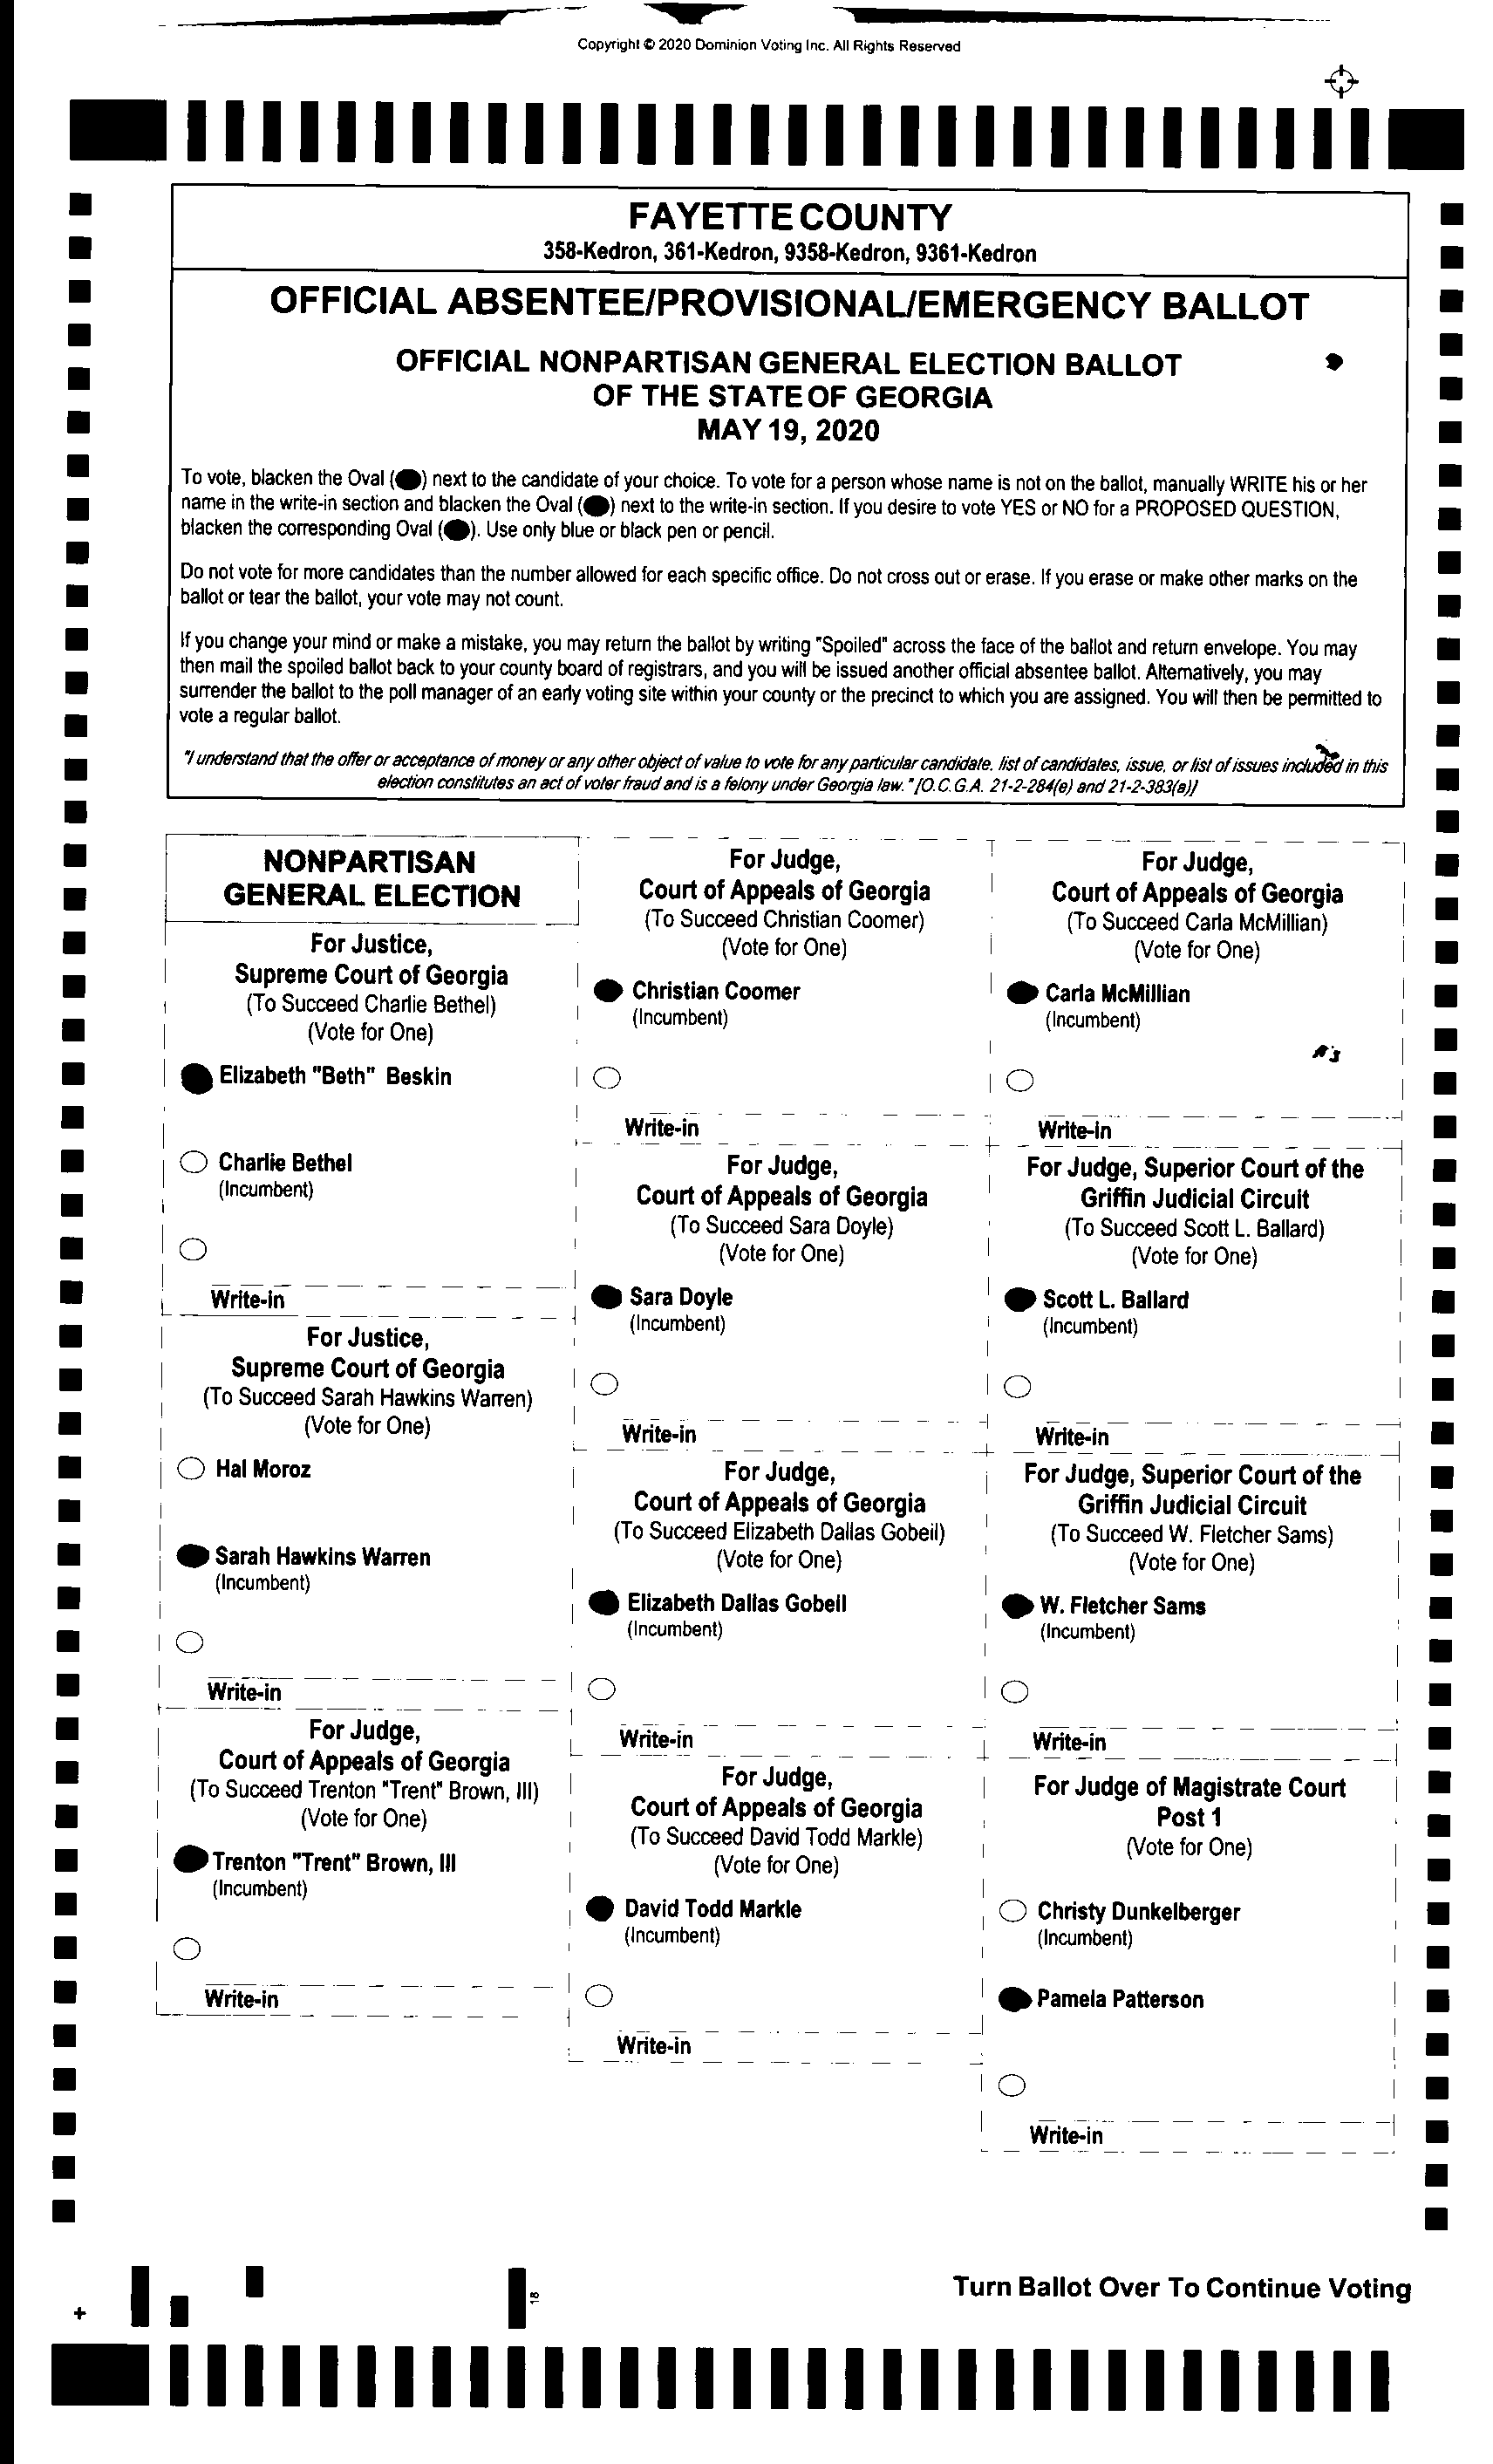 Copyright © 2020 Dominion Voting Inc. All Rights Reserved
FAYETTE COUNTY
358-Kedron, 361-Kedron, 9358-Kedron, 9361-Kedron
OFFICIAL ABSENTEE/PROVISIONAL/EMERGENCY BALLOT
OFFICIAL NONPARTISAN GENERAL ELECTION BALLOT
OF THE STATE OF GEORGIA
MAY 19, 2020
To vote, blacken the Oval (⬤) next to the candidate of your choice. To vote for a person whose name is not on the ballot, manually WRITE his or her
name in the write-in section and blacken the Oval (⬤) next to the write-in section. If you desire to vote YES or NO for a PROPOSED QUESTION,
blacken the corresponding Oval (⬤). Use only blue or black pen or pencil.
Do not vote for more candidates than the number allowed for each specific office. Do not cross out or erase. If you erase or make other marks on the
ballot or tear the ballot, your vote may not count.
If you change your mind or make a mistake, you may return the ballot by writing "Spoiled" across the face of the ballot and return envelope. You may
then mail the spoiled ballot back to your county board of registrars, and you will be issued another official absentee ballot. Alternatively, you may
surrender the ballot to the poll manager of an early voting site within your county or the precinct to which you are assigned. You will then be permitted to
vote a regular ballot.
"I understand that the offer or acceptance of money or any other object of value to vote for any particular candidate, list of candidates, issue, or list of issues included in this
election constitutes an act of voter fraud and is a felony under Georgia law." [O.C.G.A. 21-2-284(e) and 21-2-383(a)]
NONPARTISAN
GENERAL ELECTION
For Justice,
Supreme Court of Georgia
(To Succeed Charlie Bethel)
(Vote for One)
Elizabeth "Beth" Beskin
Charlie Bethel
(Incumbent)
Write-in
For Justice,
Supreme Court of Georgia
(To Succeed Sarah Hawkins Warren)
(Vote for One)
Hal Moroz
Sarah Hawkins Warren
(Incumbent)
Write-in
For Judge,
Court of Appeals of Georgia
(To Succeed Trenton "Trent" Brown, III)
(Vote for One)
Trenton "Trent" Brown, III
(Incumbent)
Write-in
For Judge,
Court of Appeals of Georgia
(To Succeed Christian Coomer)
(Vote for One)
Christian Coomer
(Incumbent)
Write-in
For Judge,
Court of Appeals of Georgia
(To Succeed Sara Doyle)
(Vote for One)
Sara Doyle
(Incumbent)
Write-in
For Judge,
Court of Appeals of Georgia
(To Succeed Elizabeth Dallas Gobeil)
(Vote for One)
Elizabeth Dallas Gobeil
(Incumbent)
Write-in
For Judge,
Court of Appeals of Georgia
(To Succeed David Todd Markle)
(Vote for One)
David Todd Markle
(Incumbent)
Write-in
For Judge,
Court of Appeals of Georgia
(To Succeed Carla McMillian)
(Vote for One)
Carla McMillian
(Incumbent)
Write-in
For Judge, Superior Court of the
Griffin Judicial Circuit
(To Succeed Scott L. Ballard)
(Vote for One)
Scott L. Ballard
(Incumbent)
Write-in
For Judge, Superior Court of the
Griffin Judicial Circuit
(To Succeed W. Fletcher Sams)
(Vote for One)
W. Fletcher Sams
(Incumbent)
Write-in
For Judge of Magistrate Court
Post 1
(Vote for One)
Christy Dunkelberger
(Incumbent)
Pamela Patterson
Write-in
18
Turn Ballot Over To Continue Voting